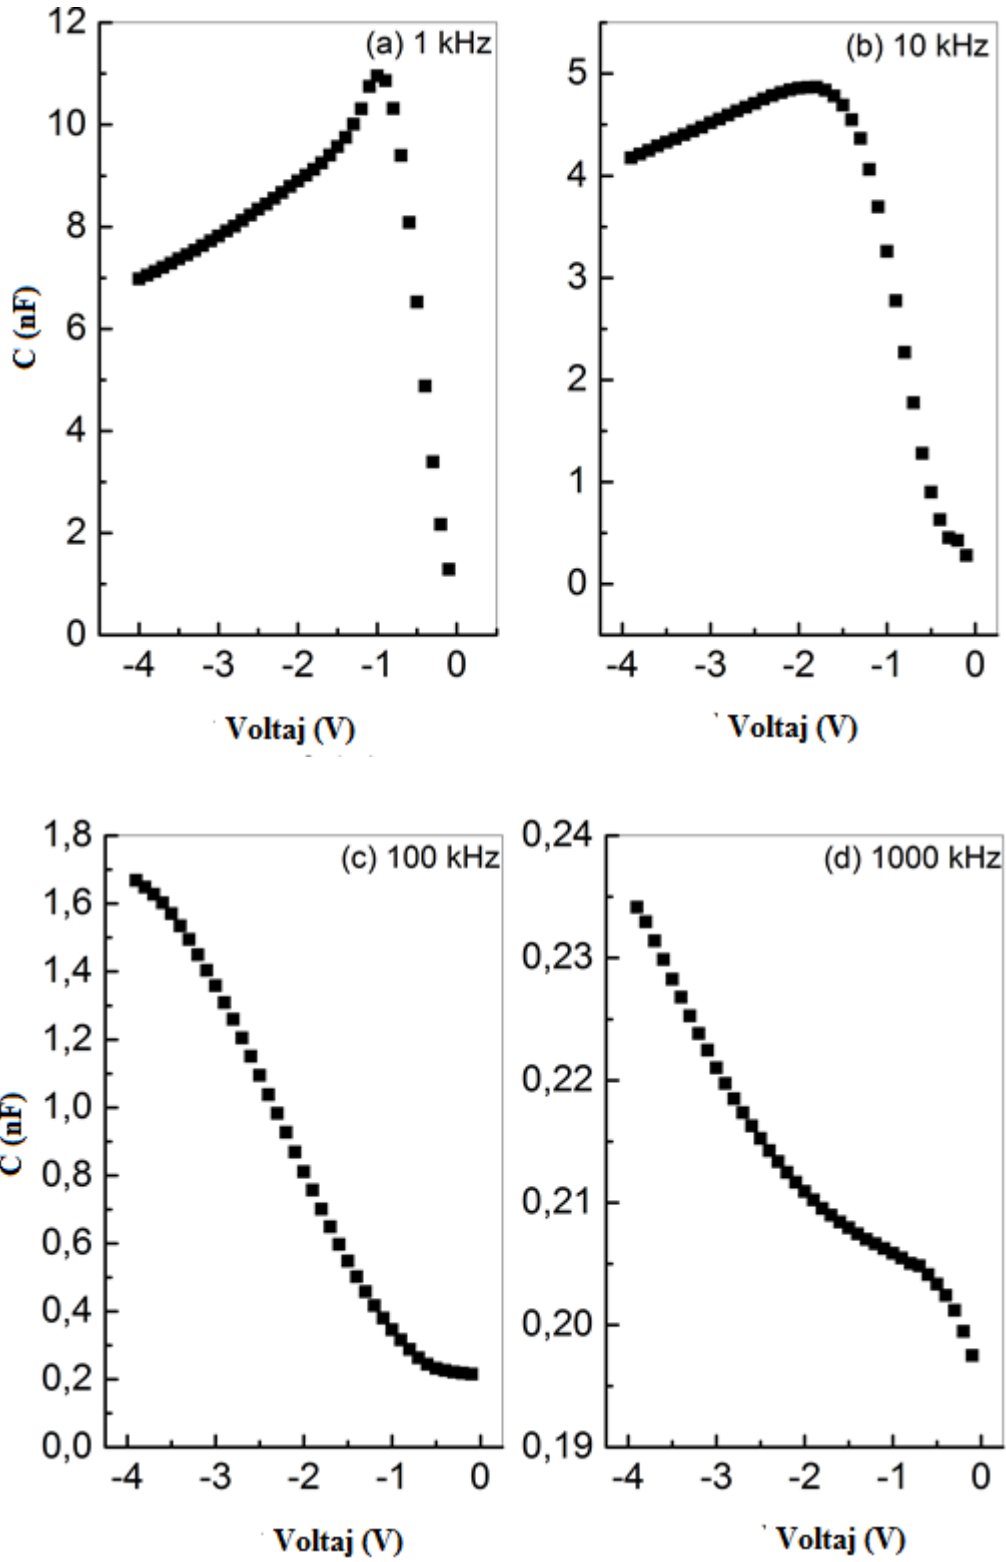 (a) 1 kHz
12
10
8
6
4
2
0
C (nF)
-4 -3 -2 -1 0
Voltaj (V)
(b) 10 kHz
5
4
3
2
1
0
-4 -3 -2 -1 0
Voltaj (V)
(c) 100 kHz
1,8
1,6
1,4
1,2
1,0
0,8
0,6
0,4
0,2
0,0
C (nF)
-4 -3 -2 -1 0
Voltaj (V)
(d) 1000 kHz
0,24
0,23
0,22
0,21
0,20
0,19
-4 -3 -2 -1 0
Voltaj (V)